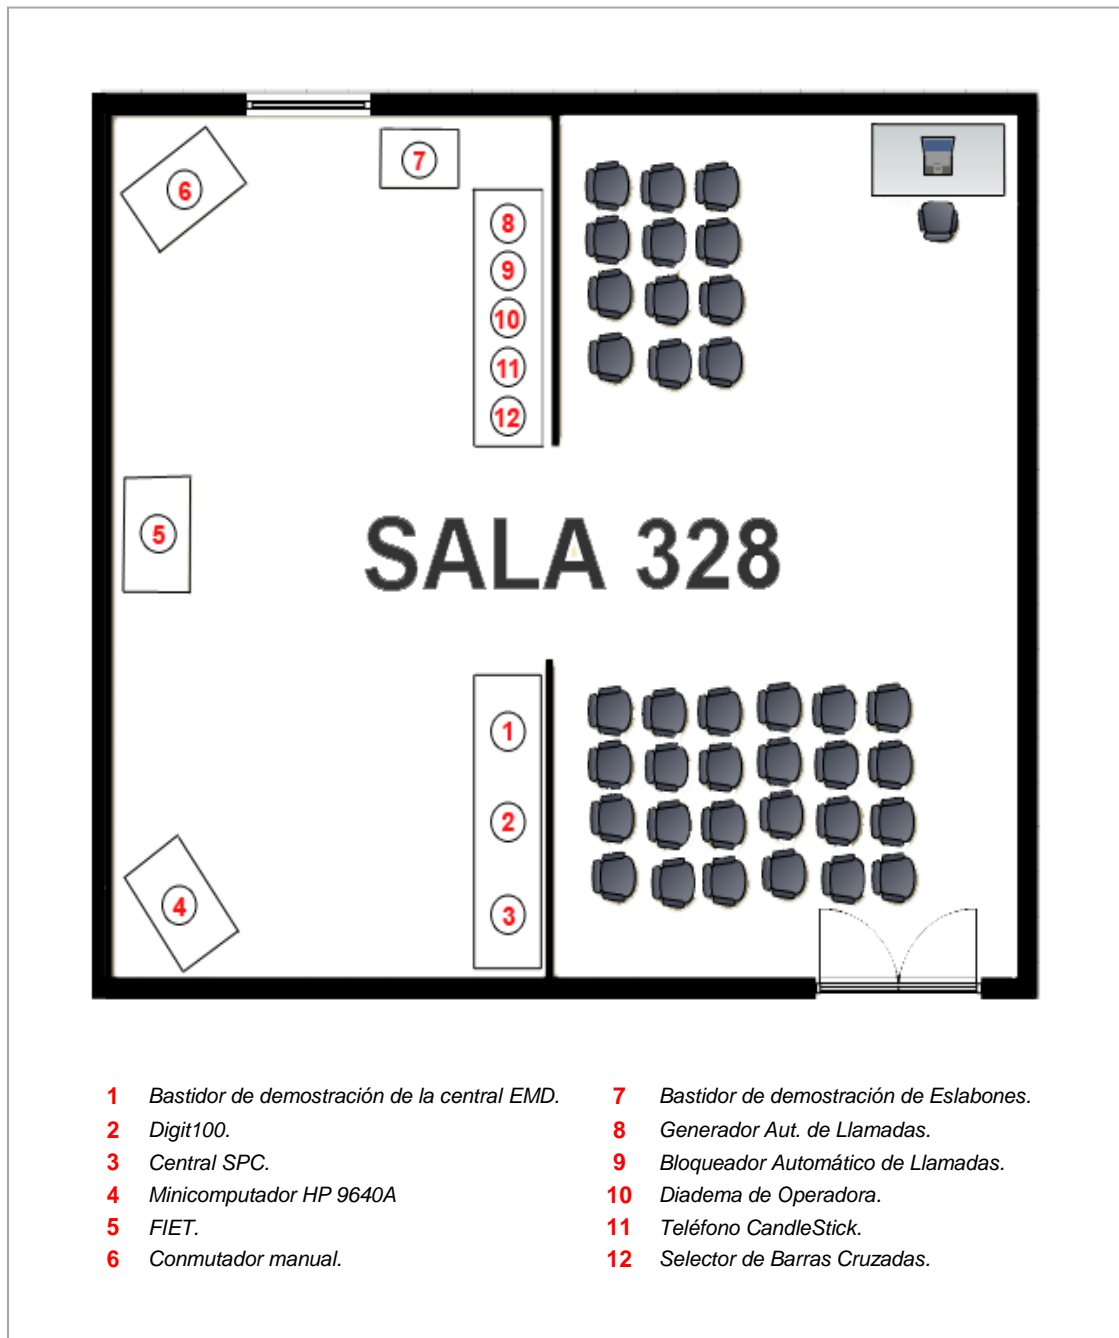 6
7
8
9
10
11
12
5
SALA 328
1
2
4
3
1 Bastidor de demostración de la central EMD.
2 Digit100.
3 Central SPC.
4 Minicomputador HP 9640A
5 FIET.
6 Conmutador manual.
7 Bastidor de demostración de Eslabones.
8 Generador Aut. de Llamadas.
9 Bloqueador Automático de Llamadas.
10 Diadema de Operadora.
11 Teléfono CandleStick.
12 Selector de Barras Cruzadas.